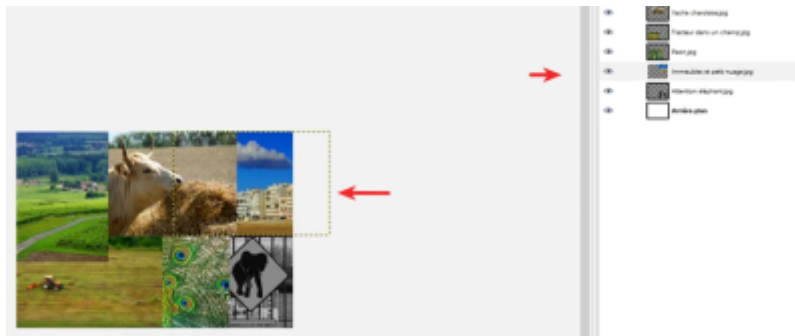 Vache charolaise.jpg
Tracteur dans un champ.jpg
Paon.jpg
Immeubles et petit nuage.jpg
Attention éléphant.jpg
Arrière-plan